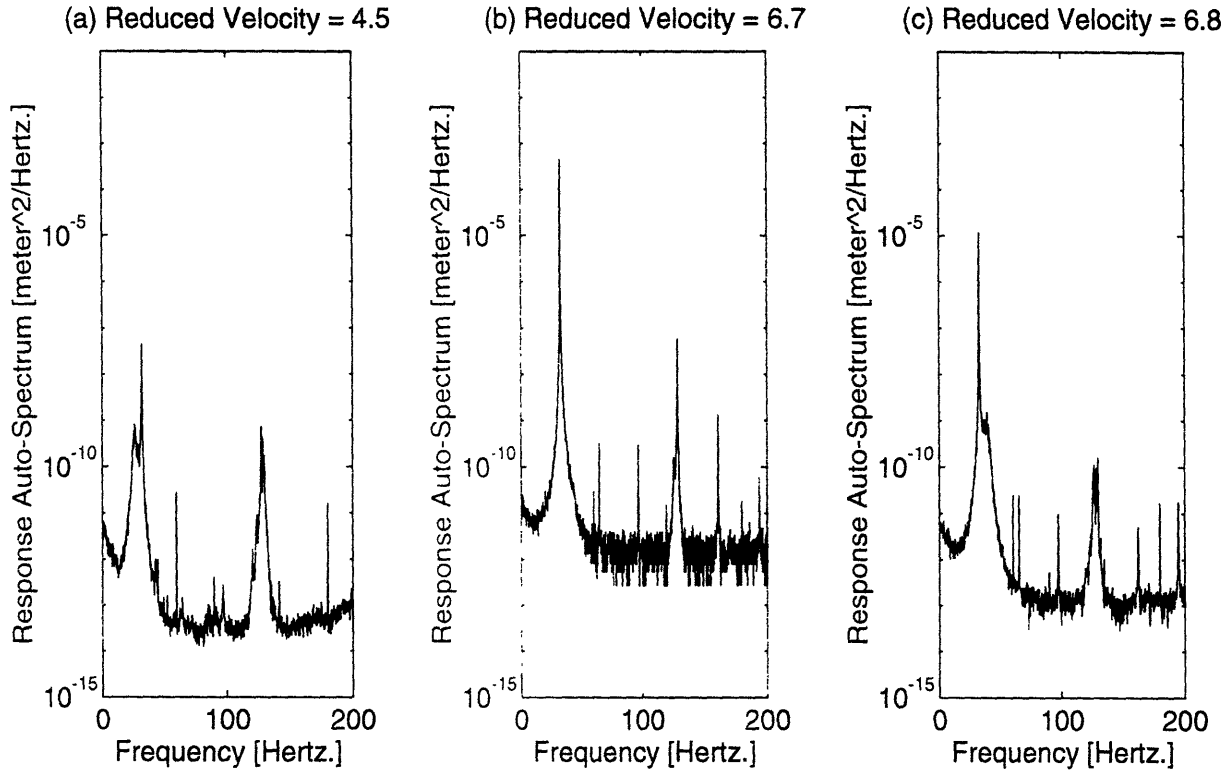 (a) Reduced Velocity = 4.5
(b) Reduced Velocity = 6.7
(c) Reduced Velocity = 6.8
Response Auto-Spectrum [meter^2/Hertz.]
10^-5
10^-10
10^-15
0 100 200
Frequency [Hertz.]
Response Auto-Spectrum [meter^2/Hertz.]
10^-5
10^-10
10^-15
0 100 200
Frequency [Hertz.]
Response Auto-Spectrum [meter^2/Hertz.]
10^-5
10^-10
10^-15
0 100 200
Frequency [Hertz.]